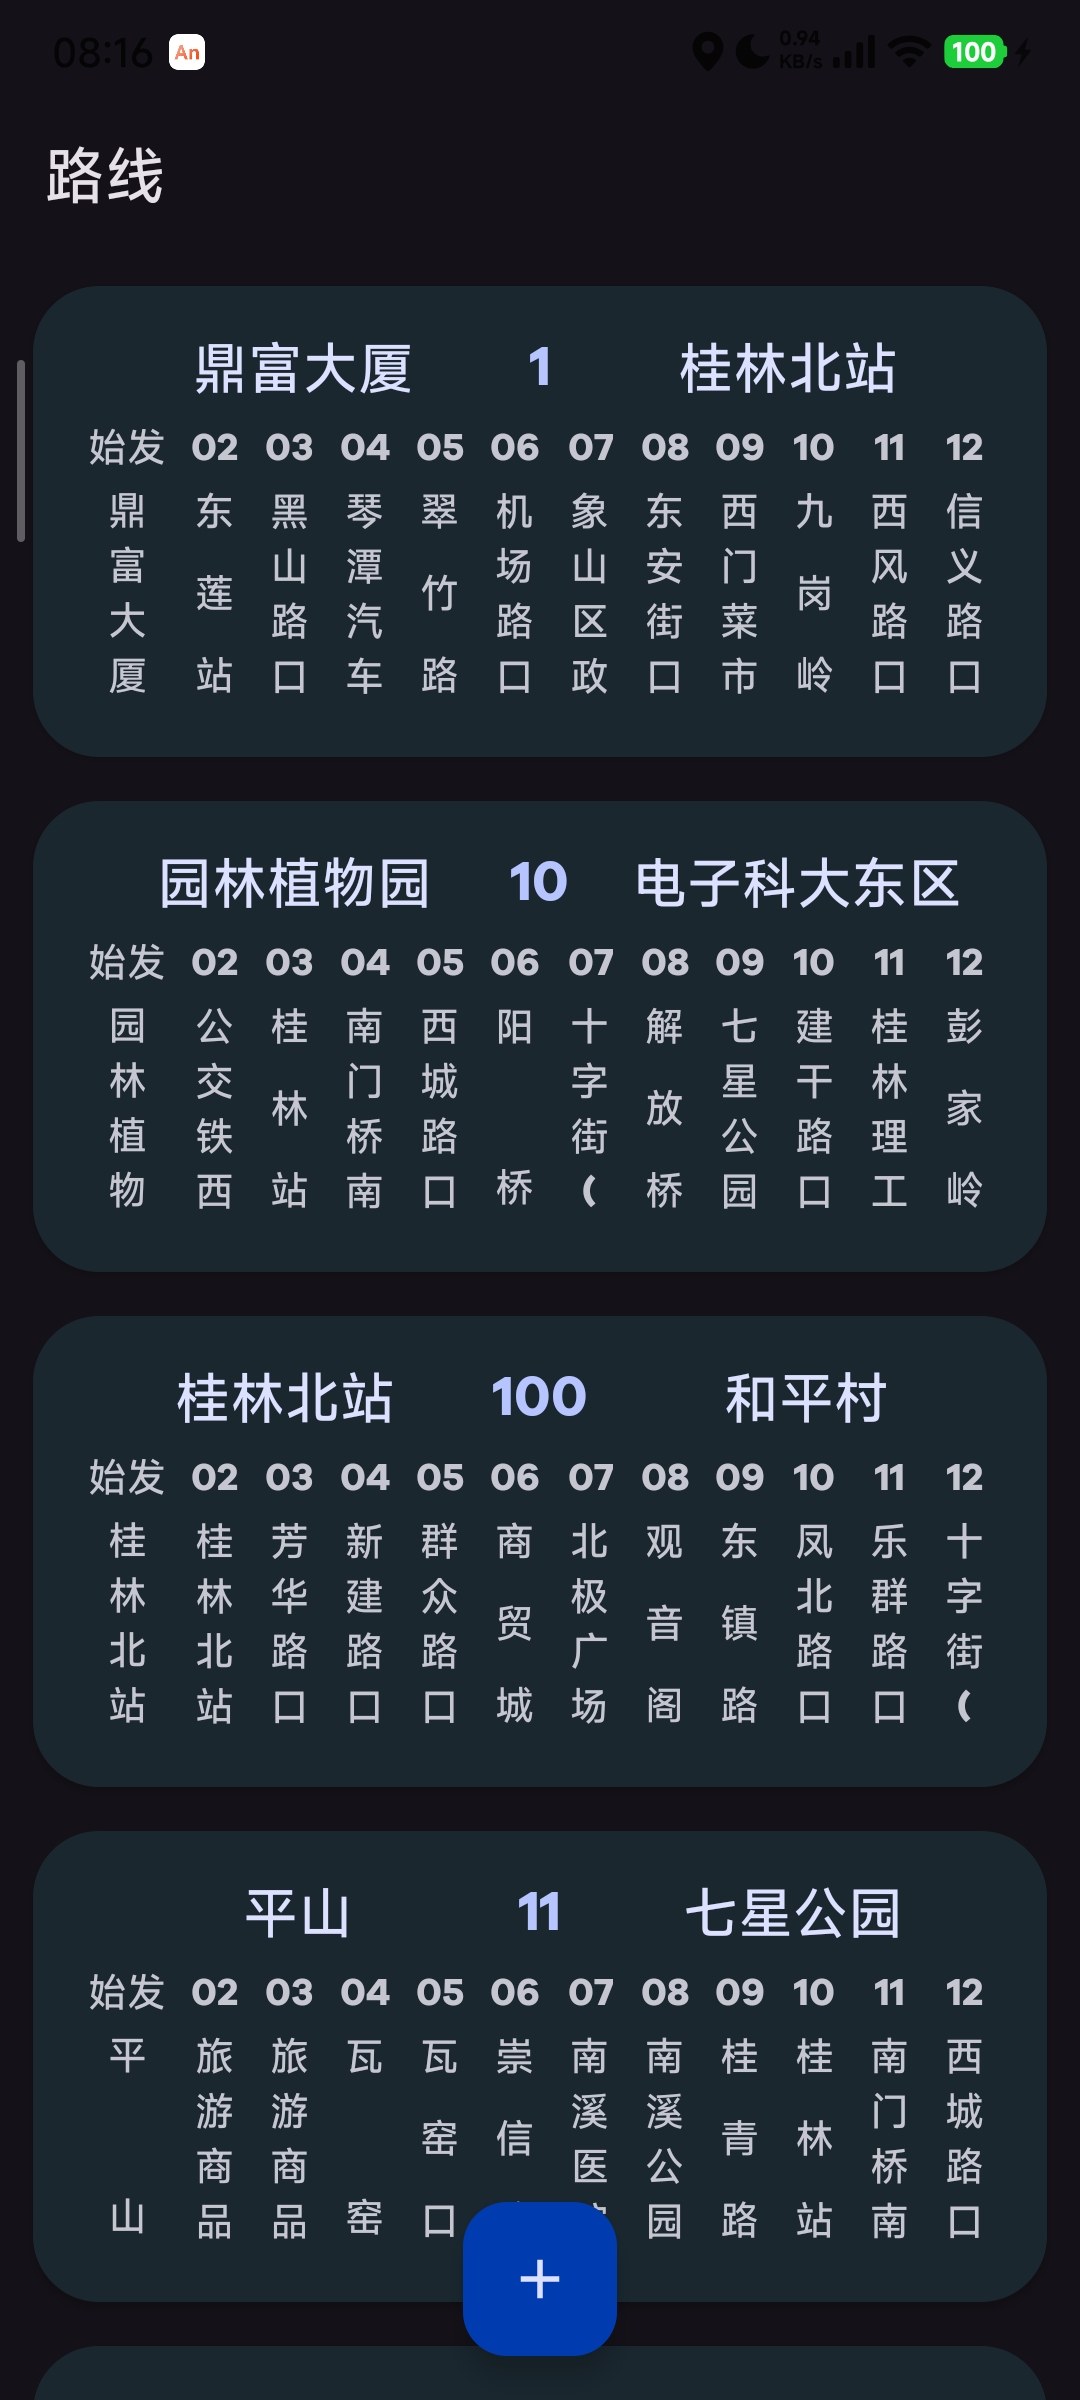 08:16 An 0.94 KB/s 100
路线
鼎富大厦 1 桂林北站
始发 02 03 04 05 06 07 08 09 10 11 12
鼎富大厦 东莲站 黑山路口 琴潭汽车 翠竹路 机场路口 象山区政 东安街口 西门菜市 九岗岭 西风路口 信义路口
园林植物园 10 电子科大东区
始发 02 03 04 05 06 07 08 09 10 11 12
园林植物 公交铁西 桂林站 南门桥南 西城路口 阳桥 十字街( 解放桥 七星公园 建干路口 桂林理工 彭家岭
桂林北站 100 和平村
始发 02 03 04 05 06 07 08 09 10 11 12
桂林北站 桂林北站 芳华路口 新建路口 群众路口 商贸城 北极广场 观音阁 东镇路 凤北路口 乐群路口 十字街(
平山 11 七星公园
始发 02 03 04 05 06 07 08 09 10 11 12
平山 旅游商品 旅游商品 瓦窑 瓦窑口 崇信 南溪医 南溪公园 桂青路 桂林站 南门桥南 西城路口
+